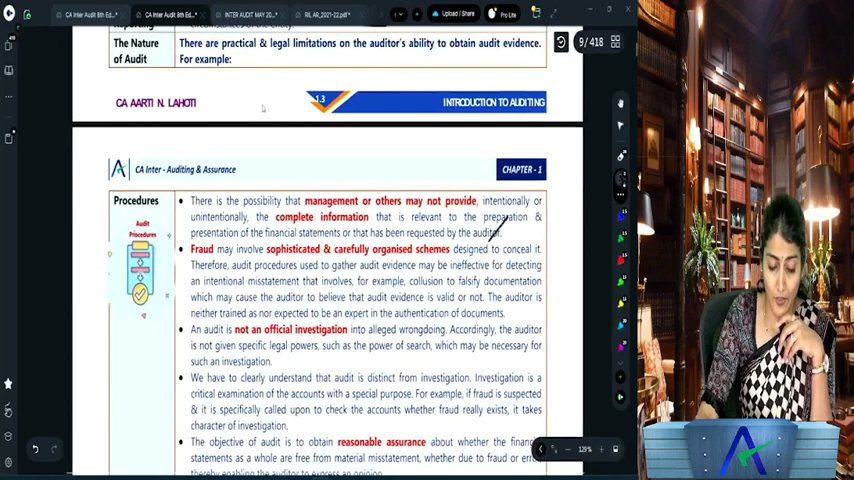 CA Inter Audit 8th Ed...
CA Inter Audit 8th Ed...
INTER AUDIT MAY 20...
RIL AR_2021-22.pdf*
Upload / Share
Pro Lite
The Nature of Audit
There are practical & legal limitations on the auditor's ability to obtain audit evidence.
For example:
9 / 418
CA AARTI N. LAHOTI
1.3
INTRODUCTION TO AUDITING
CA Inter - Auditing & Assurance
CHAPTER - 1
Procedures
Audit
Procedures
• There is the possibility that management or others may not provide, intentionally or
unintentionally, the complete information that is relevant to the preparation &
presentation of the financial statements or that has been requested by the auditor.
• Fraud may involve sophisticated & carefully organised schemes designed to conceal it.
Therefore, audit procedures used to gather audit evidence may be ineffective for detecting
an intentional misstatement that involves, for example, collusion to falsify documentation
which may cause the auditor to believe that audit evidence is valid or not. The auditor is
neither trained as nor expected to be an expert in the authentication of documents.
• An audit is not an official investigation into alleged wrongdoing. Accordingly, the auditor
is not given specific legal powers, such as the power of search, which may be necessary for
such an investigation.
• We have to clearly understand that audit is distinct from investigation. Investigation is a
critical examination of the accounts with a special purpose. For example, if fraud is suspected
& it is specifically called upon to check the accounts whether fraud really exists, it takes
character of investigation.
• The objective of audit is to obtain reasonable assurance about whether the financ
statements as a whole are free from material misstatement, whether due to fraud or erro
thereby enabling the auditor to express an opinion.
129%